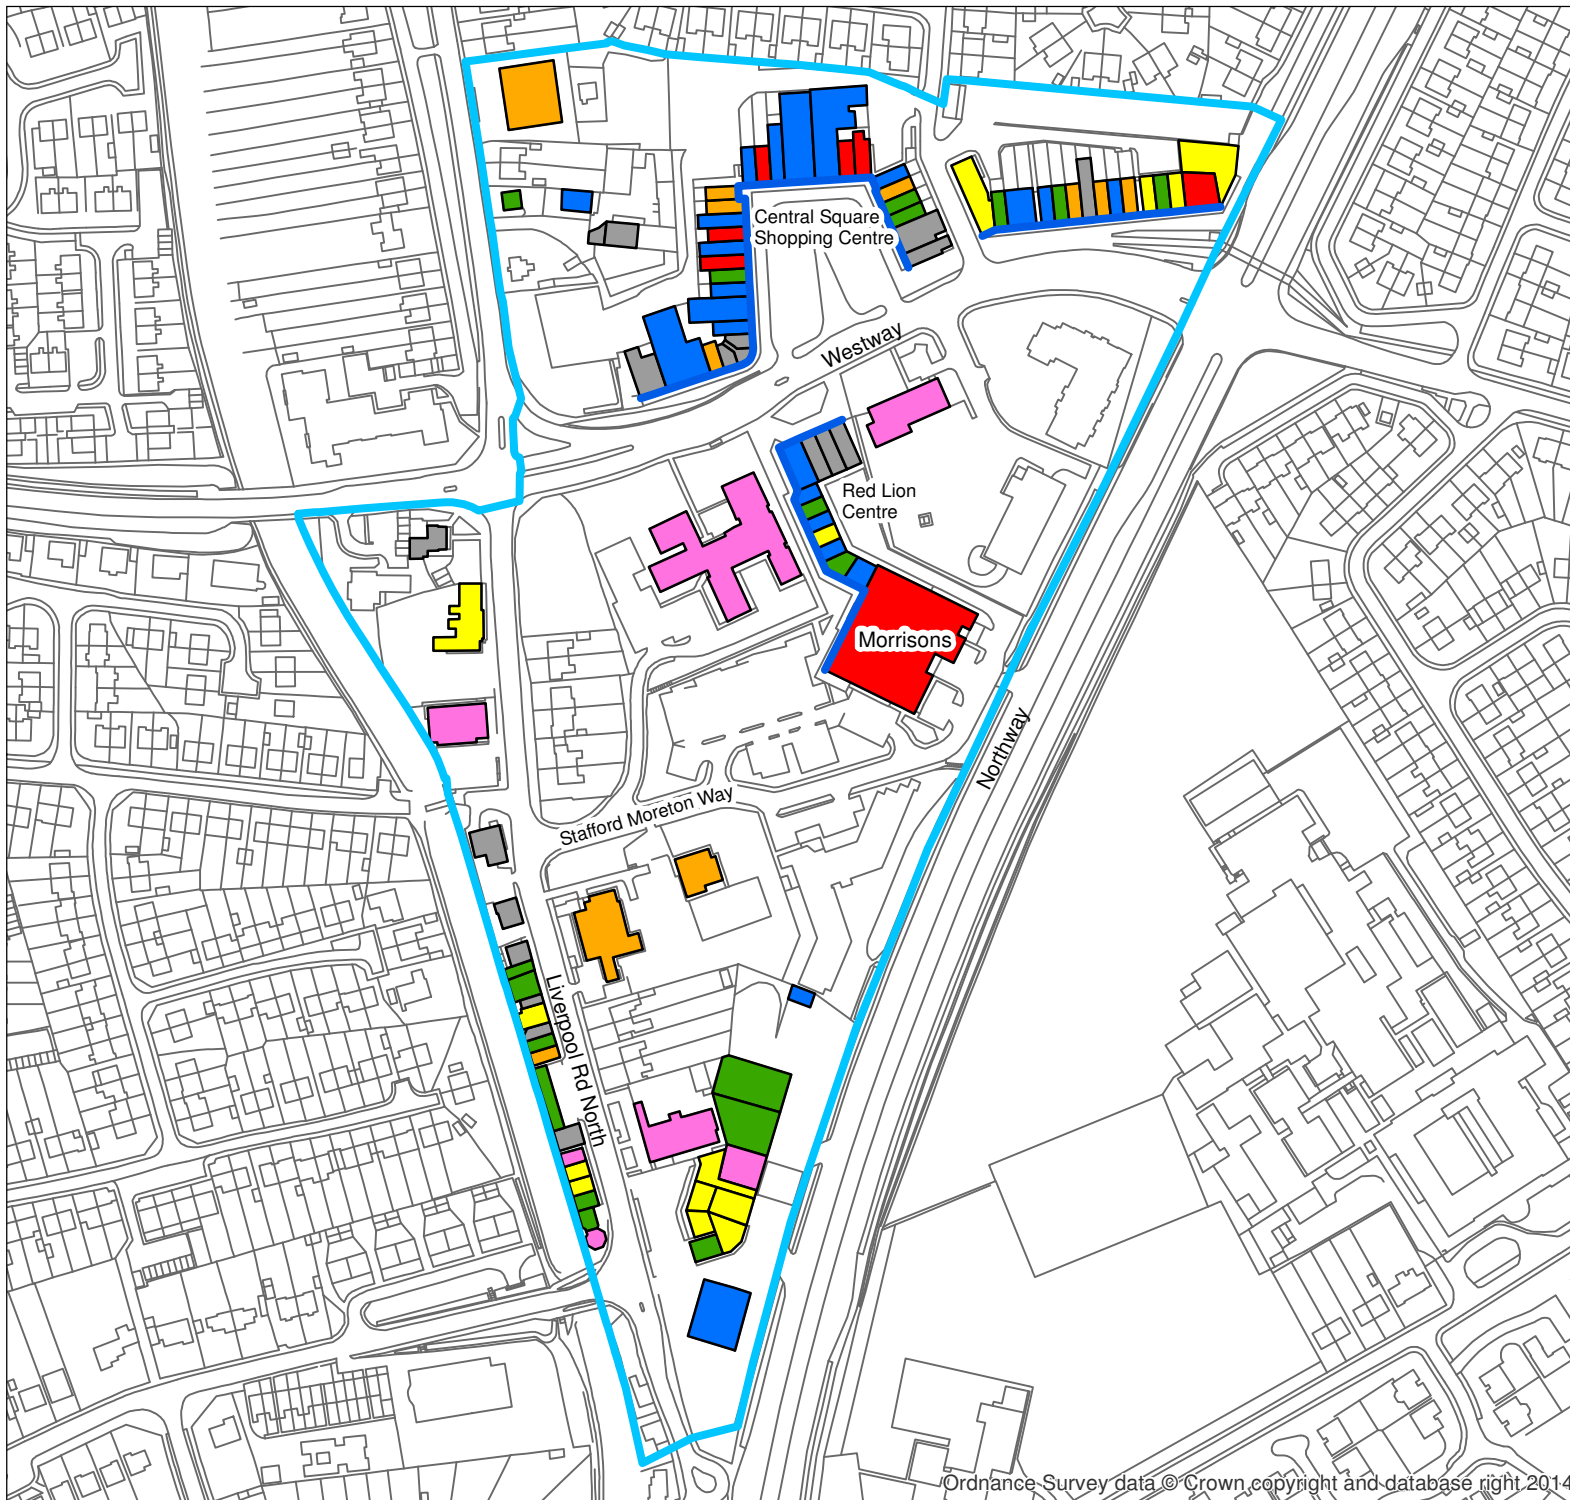 Central Square
Shopping Centre
Westway
Red Lion
Centre
Morrisons
Northway
Stafford Moreton Way
Liverpool Rd North
Ordnance Survey data © Crown copyright and database right 2014